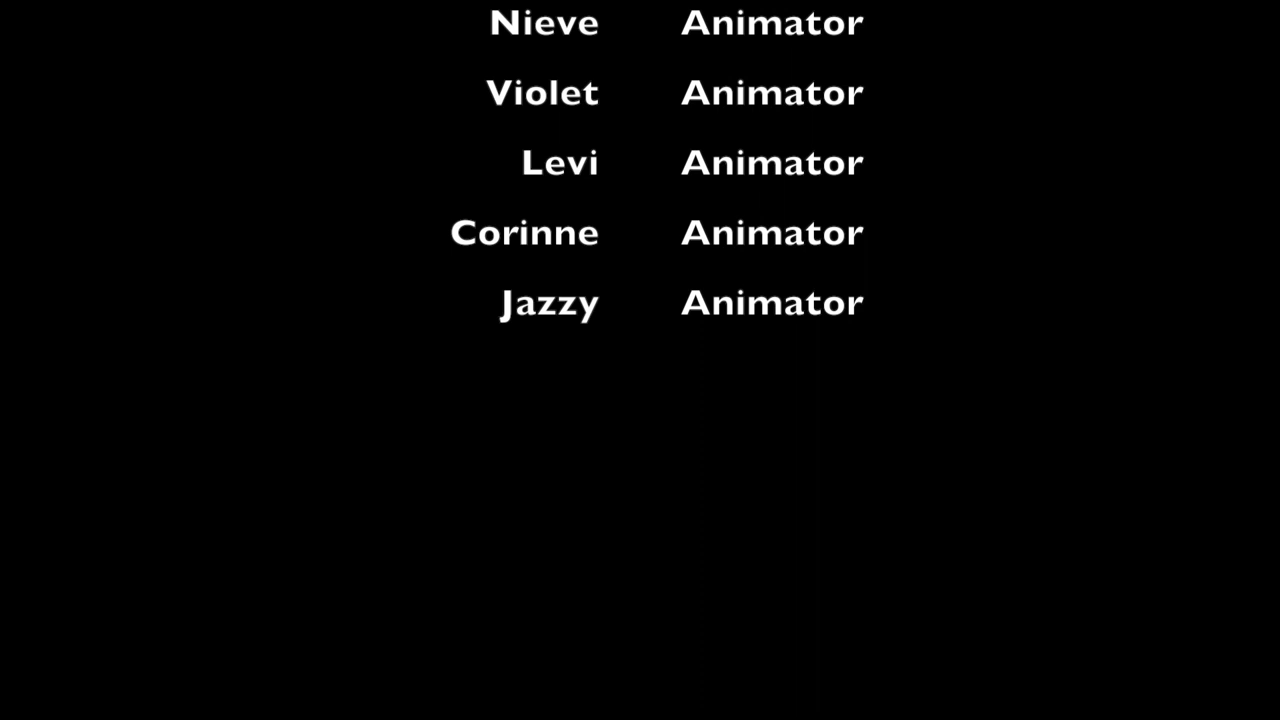 Nieve Animator
Violet Animator
Levi Animator
Corinne Animator
Jazzy Animator